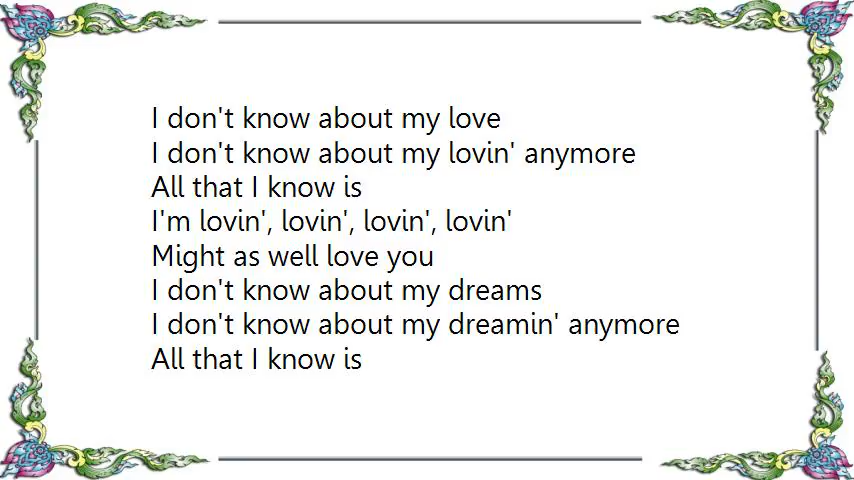 I don't know about my love
I don't know about my lovin' anymore
All that I know is
I'm lovin', lovin', lovin', lovin'
Might as well love you
I don't know about my dreams
I don't know about my dreamin' anymore
All that I know is